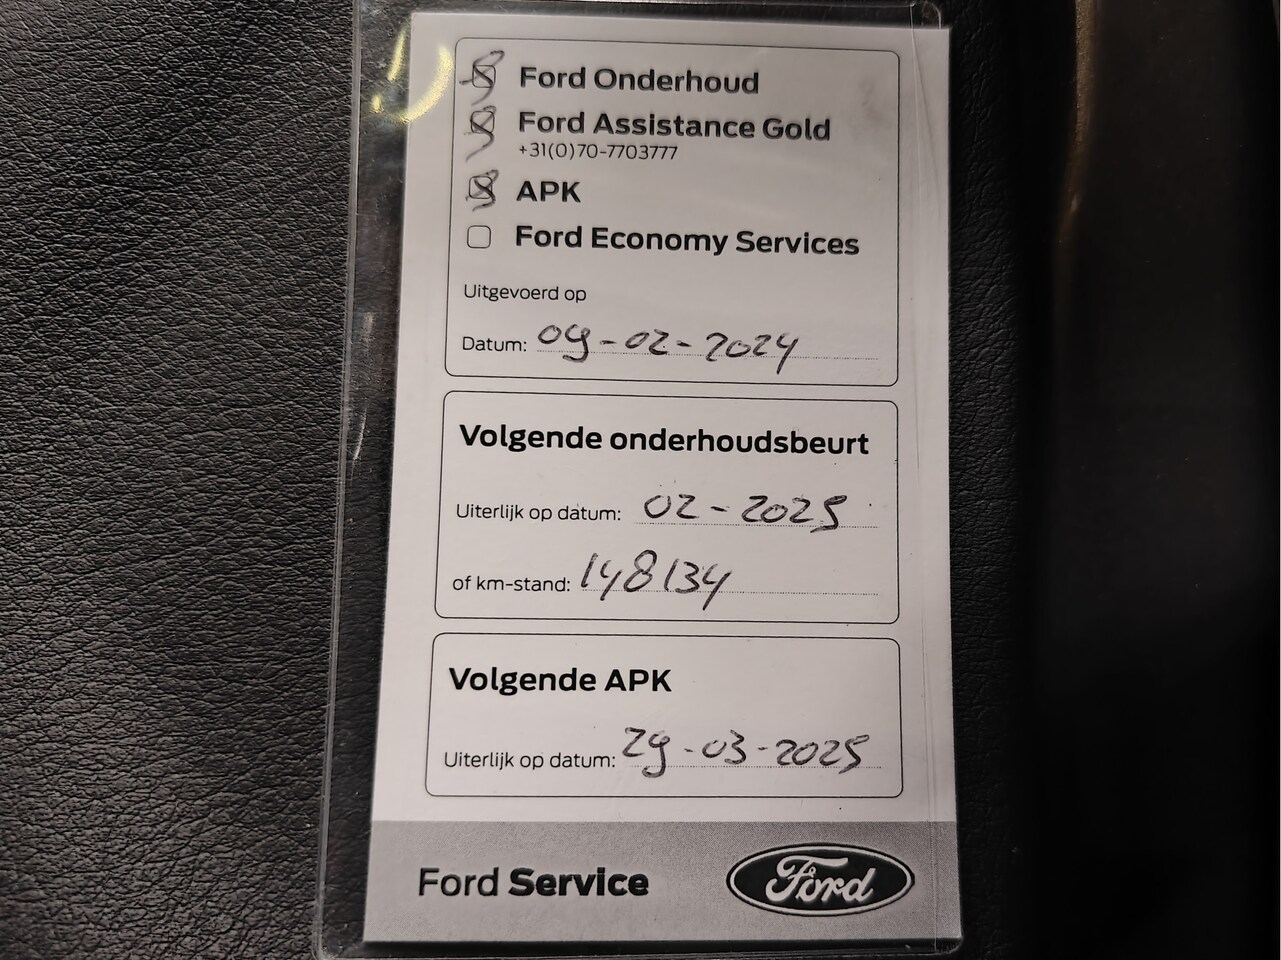 Ford Onderhoud
Ford Assistance Gold
+31(0)70-7703777
APK
Ford Economy Services
Uitgevoerd op
Datum: 09-02-2024
Volgende onderhoudsbeurt
Uiterlijk op datum: 02-2025
of km-stand: 148134
Volgende APK
Uiterlijk op datum: 29-03-2025
Ford Service
Ford